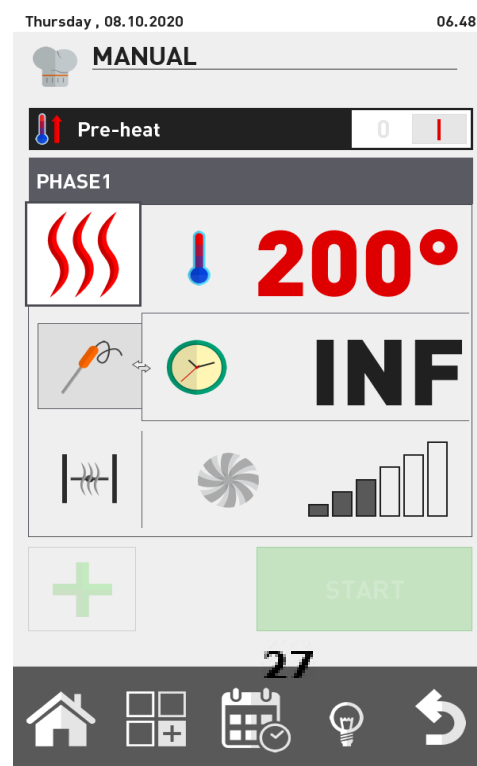 Thursday , 08.10.2020 06.48
MANUAL
Pre-heat 0 I
PHASE1
200°
INF
START
27